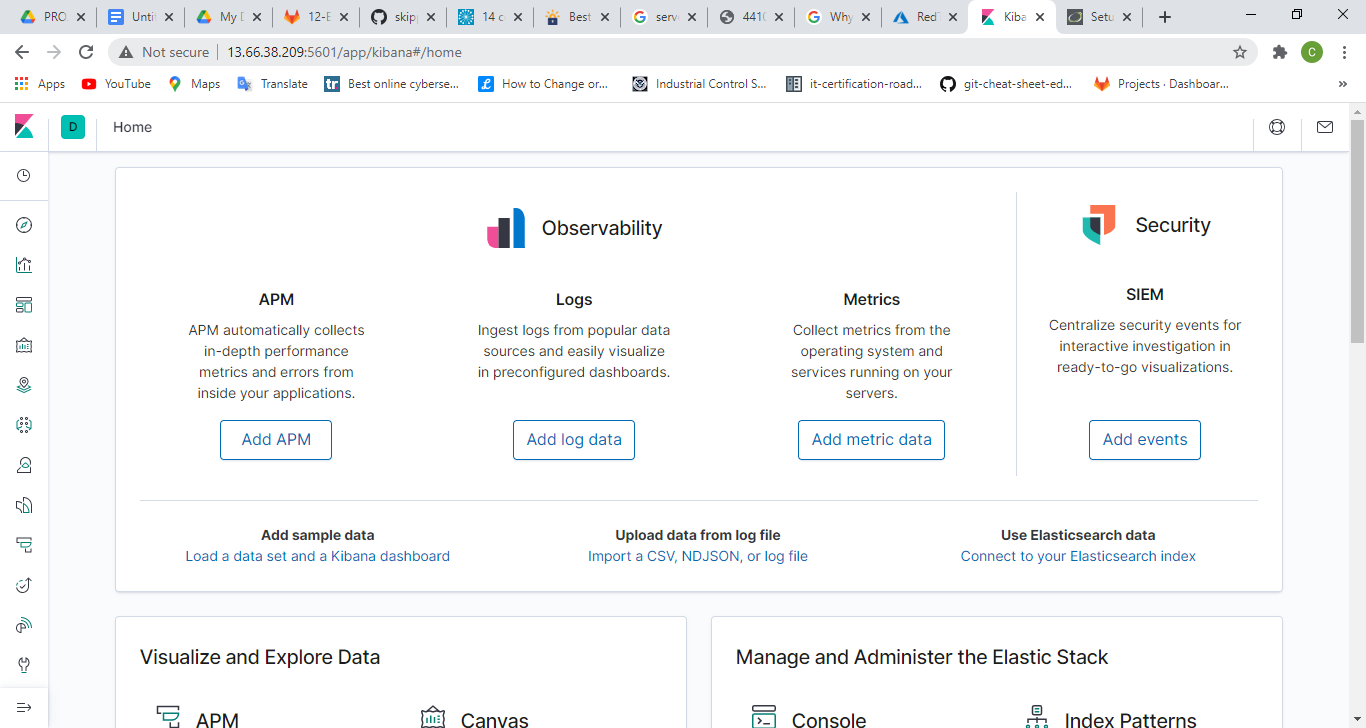 PRO
Unti
My D
12-E
skip
14 c
Best
serv
441
Why
Red
Kiba
Setu
Not secure
13.66.38.209:5601/app/kibana#/home
C
Apps
YouTube
Maps
Translate
tr
Best online cyberse...
How to Change or...
Industrial Control S...
it-certification-road...
git-cheat-sheet-ed...
Projects · Dashboar...
»
D
Home
Observability
Security
APM
Logs
Metrics
SIEM
APM automatically collects
in-depth performance
metrics and errors from
inside your applications.
Ingest logs from popular data
sources and easily visualize
in preconfigured dashboards.
Collect metrics from the
operating system and
services running on your
servers.
Centralize security events for
interactive investigation in
ready-to-go visualizations.
Add APM
Add log data
Add metric data
Add events
Add sample data
Load a data set and a Kibana dashboard
Upload data from log file
Import a CSV, NDJSON, or log file
Use Elasticsearch data
Connect to your Elasticsearch index
Visualize and Explore Data
Manage and Administer the Elastic Stack
APM
Canvas
Console
Index Patterns